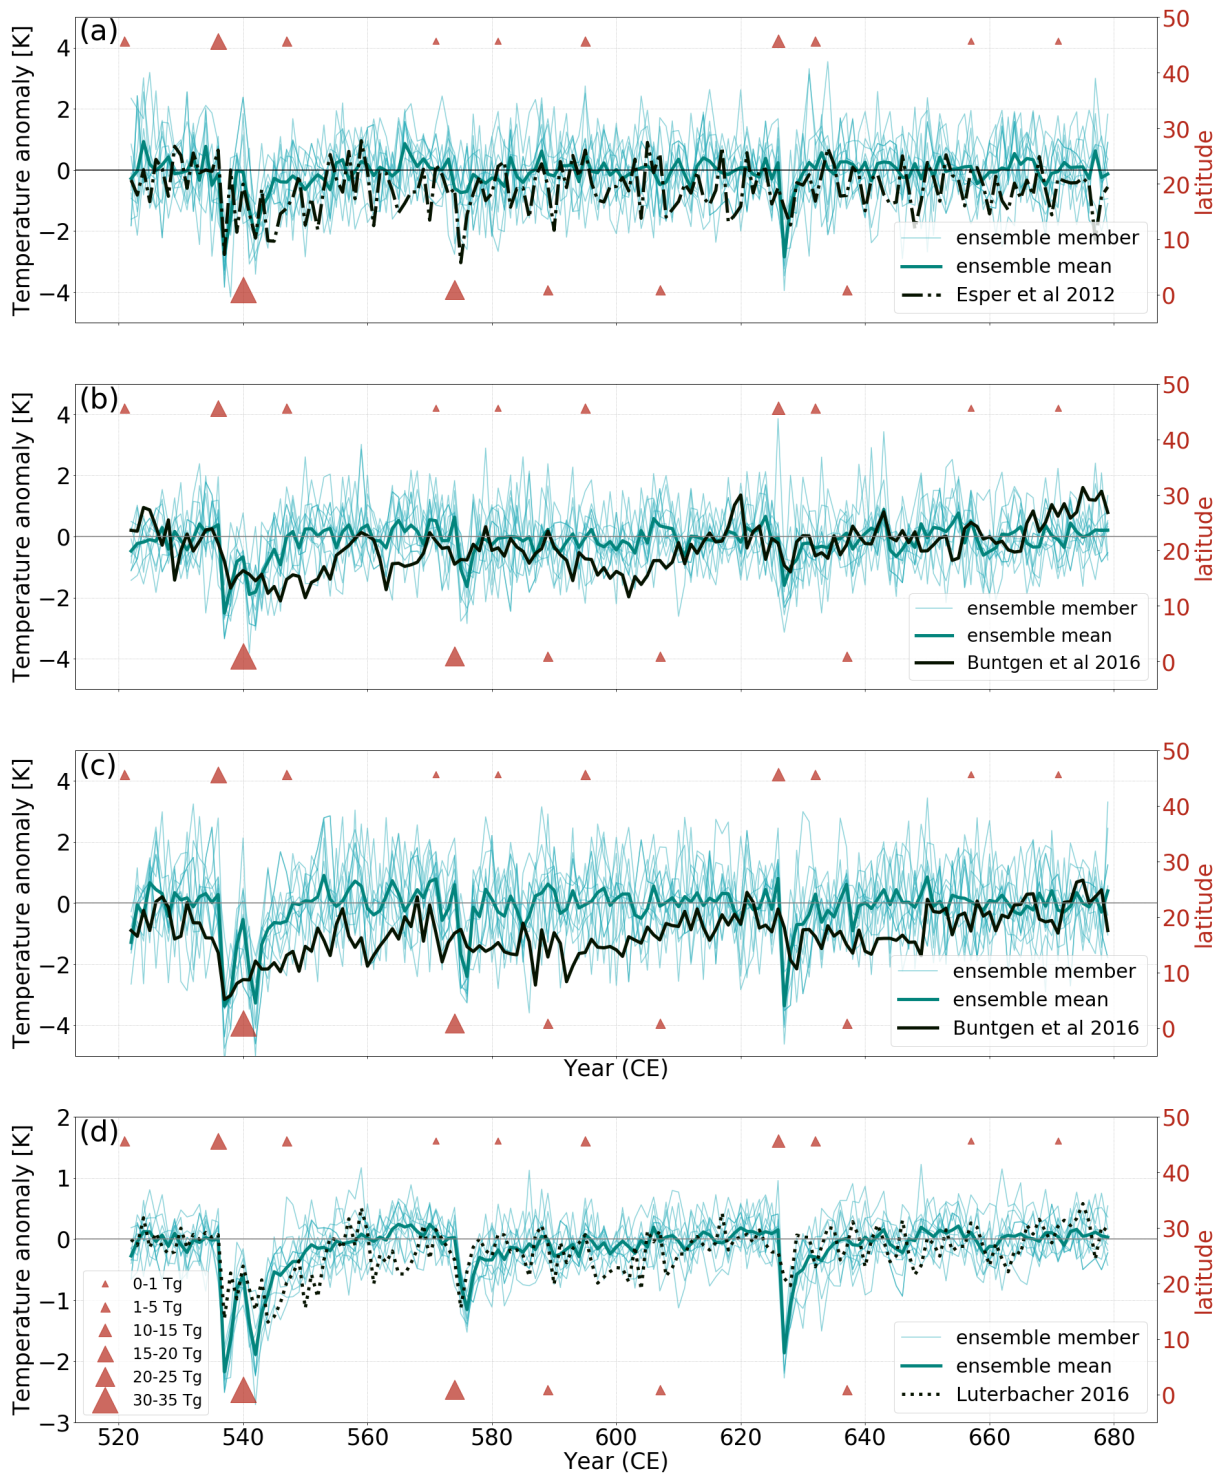 (a)
50
4
40
2
30
0
20
−2
10
−4
0
Temperature anomaly [K]
latitude
ensemble member
ensemble mean
Esper et al 2012
(b)
50
4
40
2
30
0
20
−2
10
−4
0
Temperature anomaly [K]
latitude
ensemble member
ensemble mean
Buntgen et al 2016
(c)
50
4
40
2
30
0
20
−2
10
−4
0
Temperature anomaly [K]
latitude
ensemble member
ensemble mean
Buntgen et al 2016
Year (CE)
(d)
2
50
1
40
0
30
−1
20
−2
10
−3
0
Temperature anomaly [K]
latitude
0-1 Tg
1-5 Tg
10-15 Tg
15-20 Tg
20-25 Tg
30-35 Tg
ensemble member
ensemble mean
Luterbacher 2016
520 540 560 580 600 620 640 660 680
Year (CE)